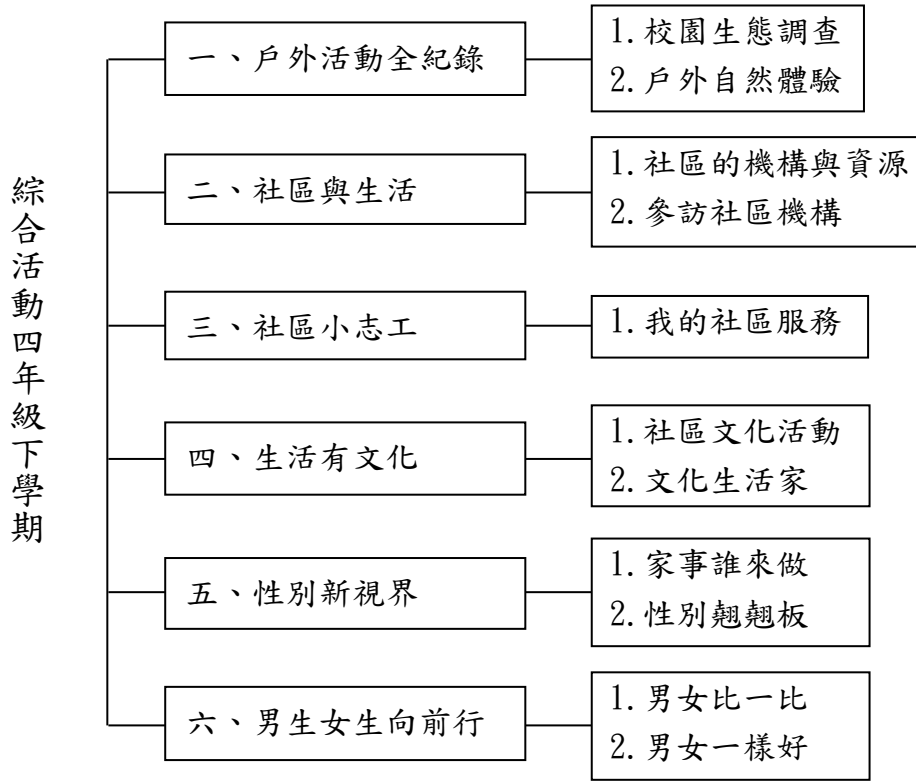 綜合活動四年級下學期
一、戶外活動全紀錄
1.校園生態調查
2.戶外自然體驗
二、社區與生活
1.社區的機構與資源
2.參訪社區機構
三、社區小志工
1.我的社區服務
四、生活有文化
1.社區文化活動
2.文化生活家
五、性別新視界
1.家事誰來做
2.性別翹翹板
六、男生女生向前行
1.男女比一比
2.男女一樣好